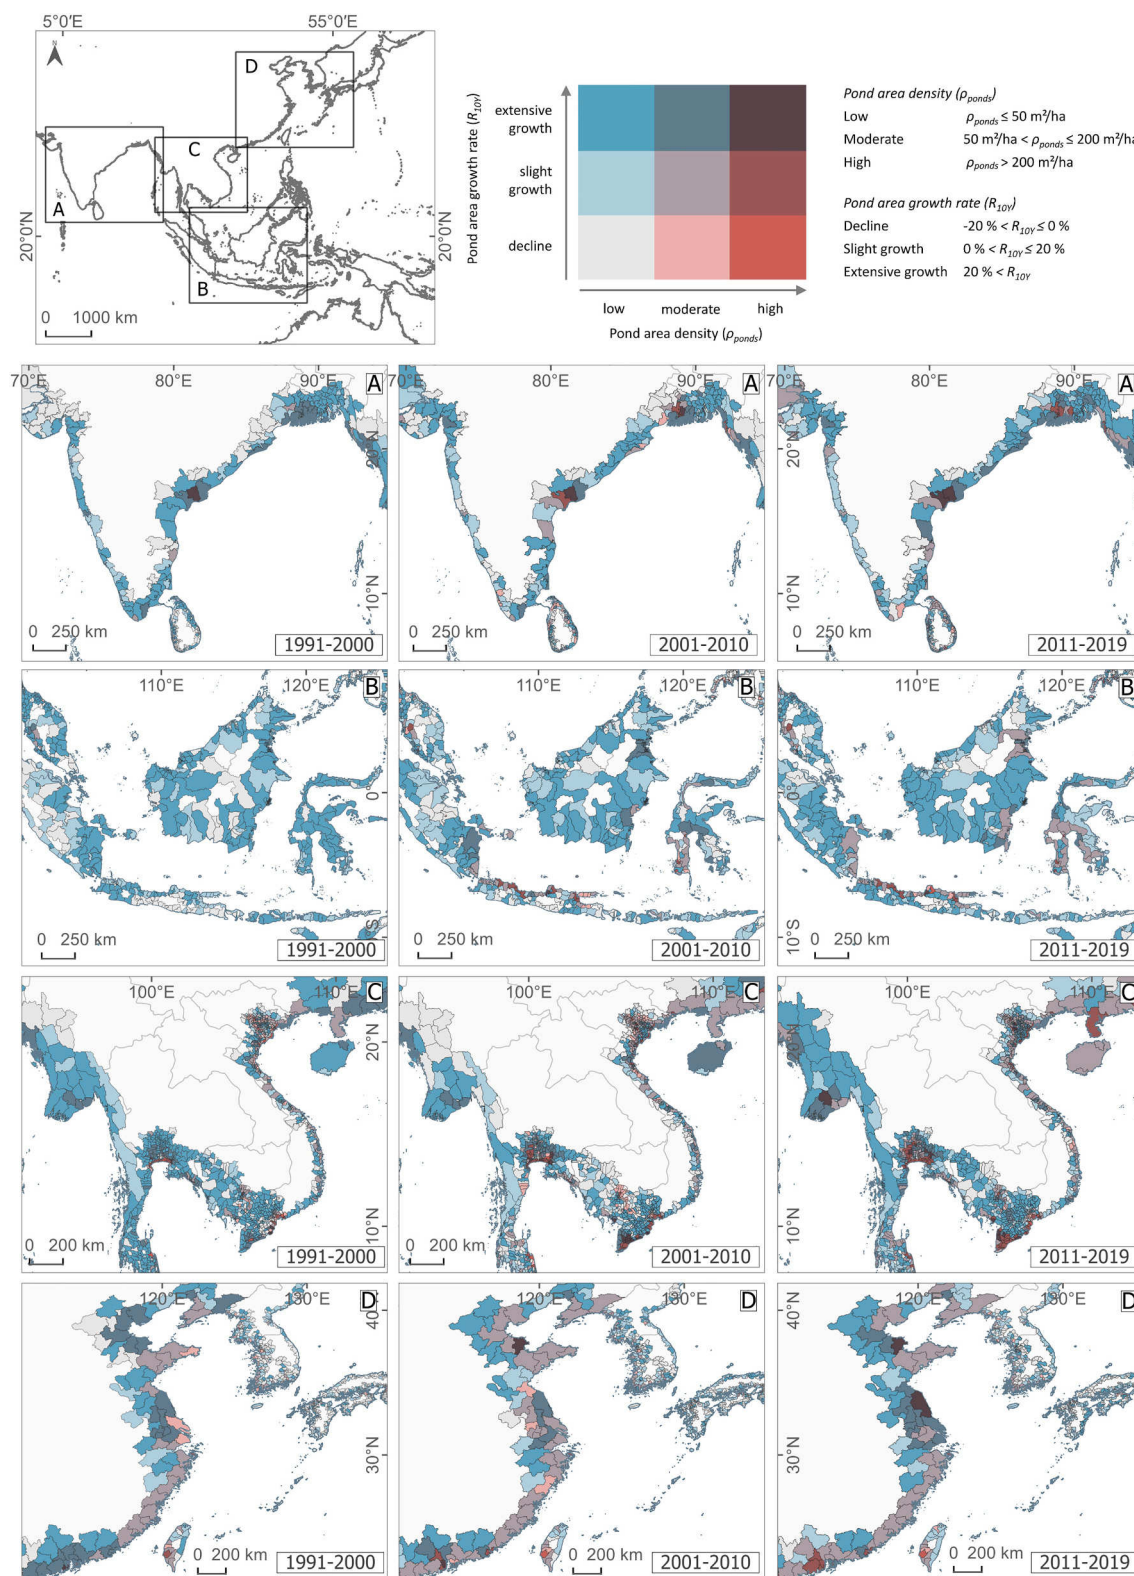 5°0'E 55°0'E
N
D
C
A
B
20°0'N 20°0'N
0 1000 km
Pond area growth rate (R10Y)
extensive growth
slight growth
decline
low moderate high
Pond area density (ρponds)
Pond area density (ρponds)
Low ρponds ≤ 50 m²/ha
Moderate 50 m²/ha < ρponds ≤ 200 m²/ha
High ρponds > 200 m²/ha
Pond area growth rate (R10Y)
Decline -20 % < R10Y ≤ 0 %
Slight growth 0 % < R10Y ≤ 20 %
Extensive growth 20 % < R10Y
70°E 80°E 90°E A
20°N
10°N
0 250 km
1991-2000
70°E 80°E 90°E A
0 250 km
2001-2010
70°E 80°E 90°E A
20°N
10°N
0 250 km
2011-2019
110°E 120°E B
0°
0 250 km
1991-2000
110°E 120°E B
0 250 km
2001-2010
110°E 120°E B
0°
10°S
0 250 km
2011-2019
100°E 110°E C
20°N
10°N
0 200 km
1991-2000
100°E 110°E C
0 200 km
2001-2010
100°E 110°E C
20°N
10°N
0 200 km
2011-2019
120°E 130°E D
40°N
30°N
0 200 km
1991-2000
120°E 130°E D
0 200 km
2001-2010
120°E 130°E D
40°N
30°N
0 200 km
2011-2019